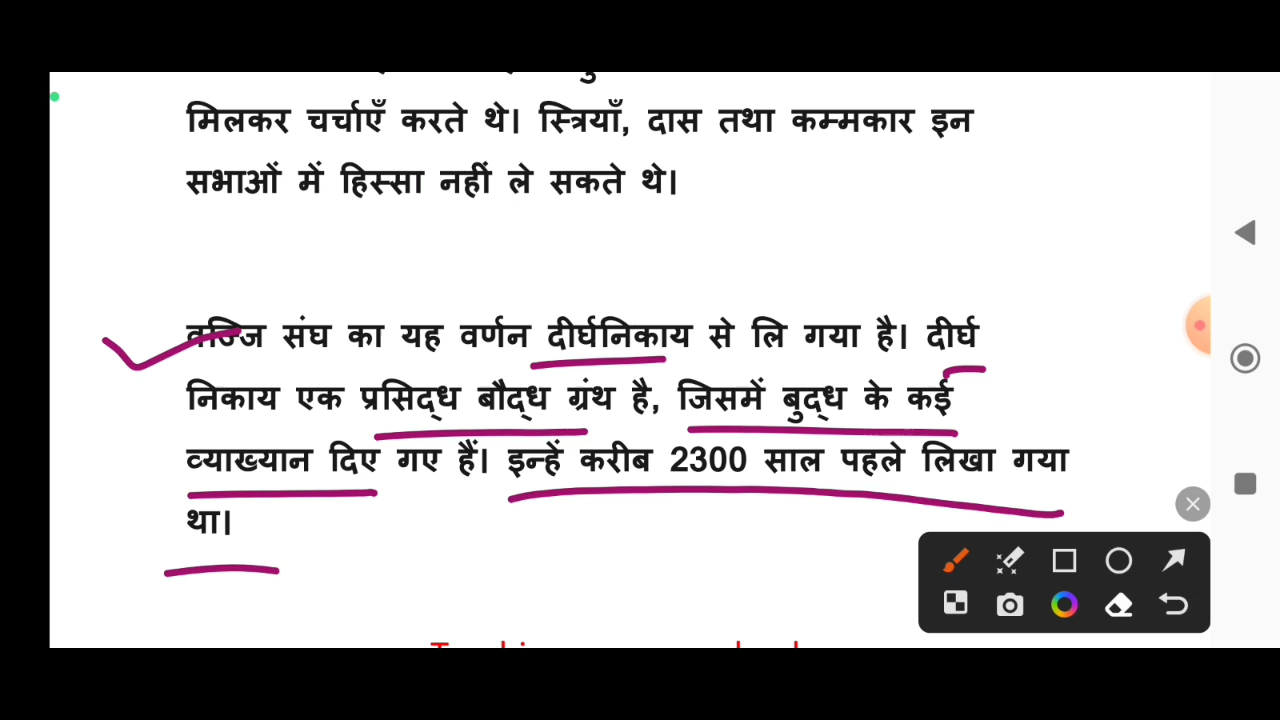 मिलकर चर्चाएँ करते थे। स्त्रियाँ, दास तथा कम्मकार इन
सभाओं में हिस्सा नहीं ले सकते थे।
वज्जि संघ का यह वर्णन दीर्घनिकाय से लि गया है। दीर्घ
निकाय एक प्रसिद्ध बौद्ध ग्रंथ है, जिसमें बुद्ध के कई
व्याख्यान दिए गए हैं। इन्हें करीब 2300 साल पहले लिखा गया
था।